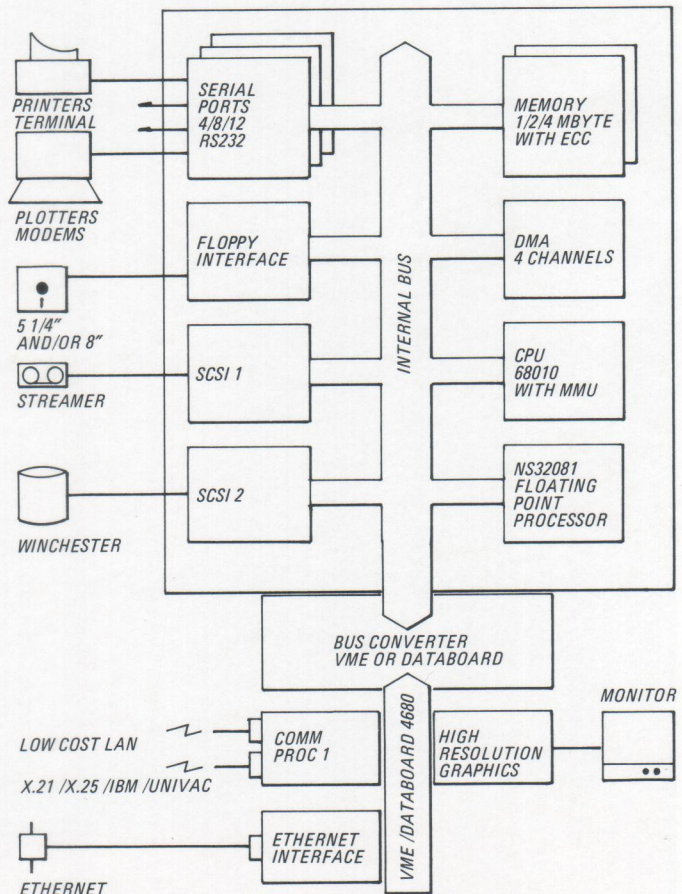 PRINTERS
TERMINAL
PLOTTERS
MODEMS
5 1/4"
AND/OR 8"
STREAMER
WINCHESTER
SERIAL
PORTS
4/8/12
RS232
FLOPPY
INTERFACE
SCSI 1
SCSI 2
INTERNAL BUS
MEMORY
1/2/4 MBYTE
WITH ECC
DMA
4 CHANNELS
CPU
68010
WITH MMU
NS32081
FLOATING
POINT
PROCESSOR
BUS CONVERTER
VME OR DATABOARD
LOW COST LAN
X.21 /X.25 /IBM /UNIVAC
COMM
PROC 1
VME /DATABOARD 4680
HIGH
RESOLUTION
GRAPHICS
MONITOR
ETHERNET
INTERFACE
ETHERNET